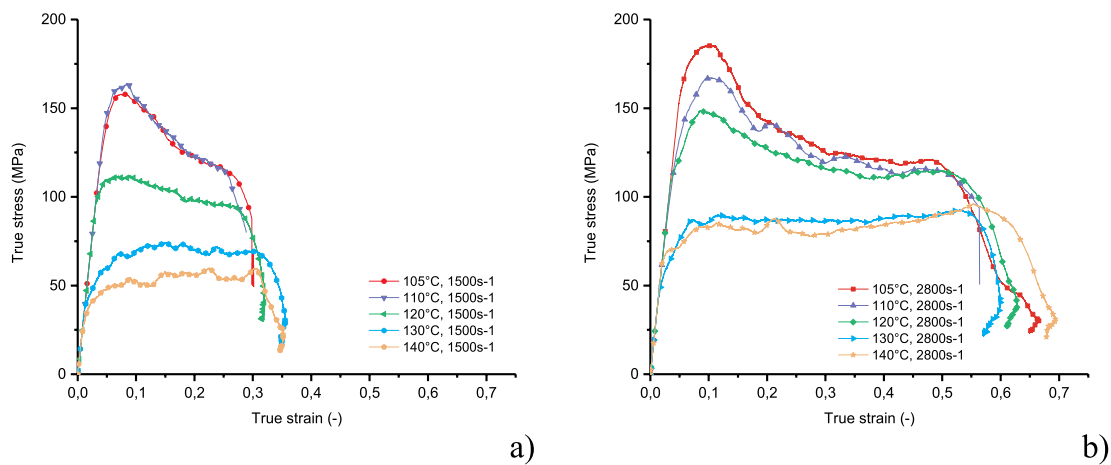 200
150
100
50
0
True stress (MPa)
0,0 0,1 0,2 0,3 0,4 0,5 0,6 0,7
True strain (-)
105°C, 1500s-1
110°C, 1500s-1
120°C, 1500s-1
130°C, 1500s-1
140°C, 1500s-1
a)
200
150
100
50
0
True stress (MPa)
0,0 0,1 0,2 0,3 0,4 0,5 0,6 0,7
True strain (-)
105°C, 2800s-1
110°C, 2800s-1
120°C, 2800s-1
130°C, 2800s-1
140°C, 2800s-1
b)